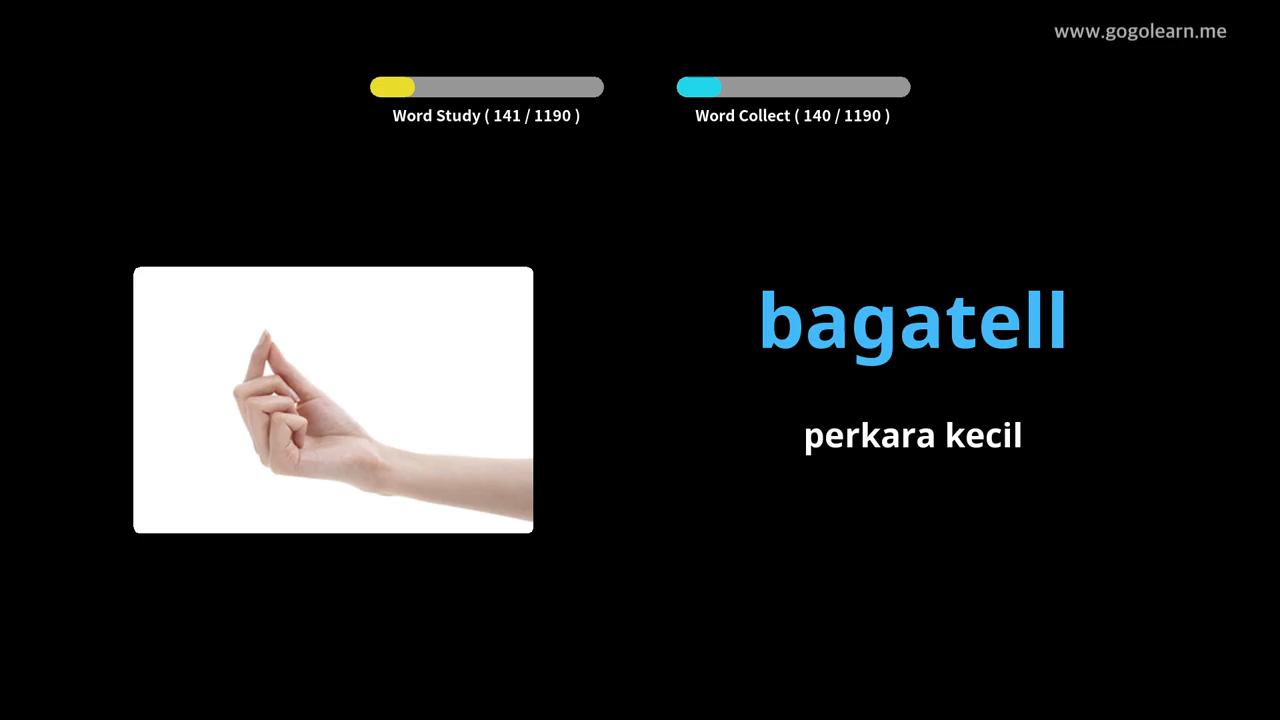 www.gogolearn.me
Word Study ( 141 / 1190 )
Word Collect ( 140 / 1190 )
bagatell
perkara kecil